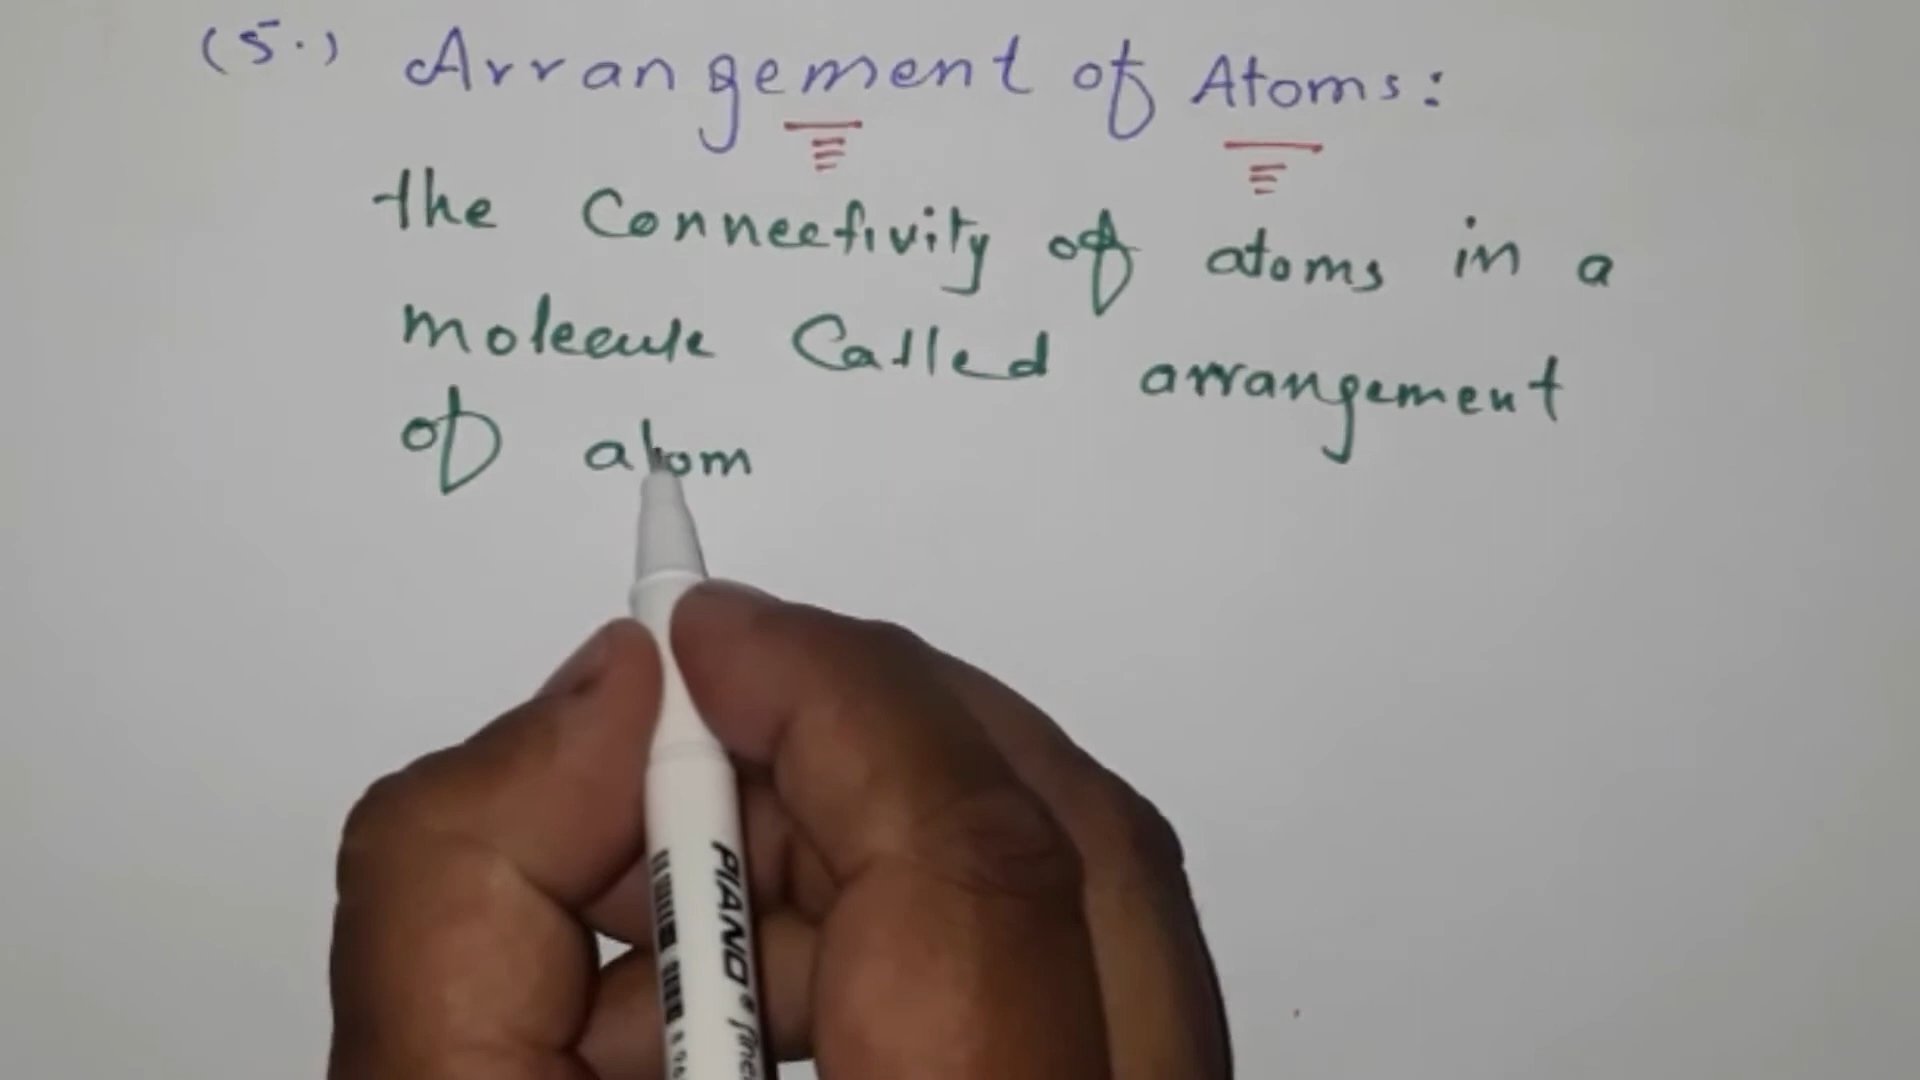 (5.) Arrangement of Atoms:
the Connectivity of atoms in a
molecule Called arrangement
of atom
PIANO